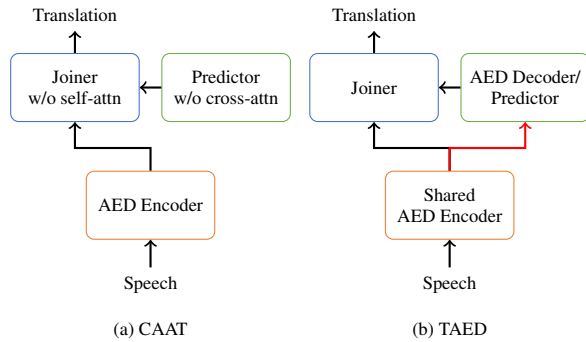 Translation
Joiner
w/o self-attn
Predictor
w/o cross-attn
AED Encoder
Speech
(a) CAAT
Translation
Joiner
AED Decoder/
Predictor
Shared
AED Encoder
Speech
(b) TAED